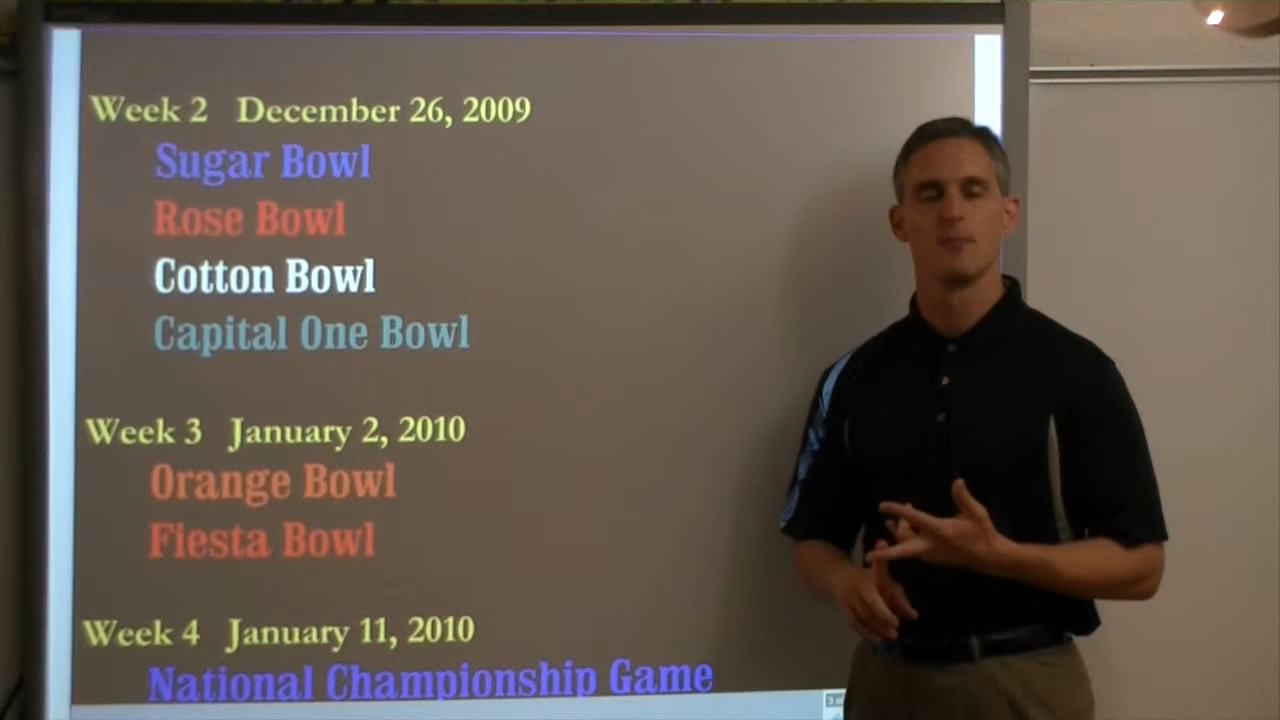 Week 2 December 26, 2009
Sugar Bowl
Rose Bowl
Cotton Bowl
Capital One Bowl
Week 3 January 2, 2010
Orange Bowl
Fiesta Bowl
Week 4 January 11, 2010
National Championship Game